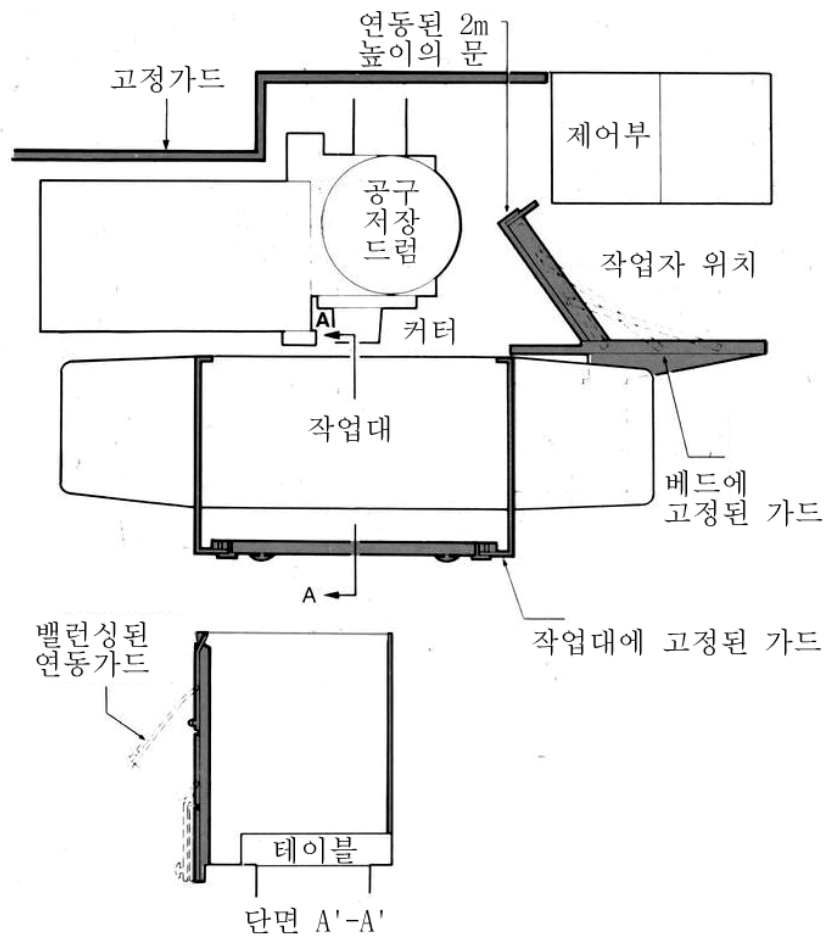 연동된 2m
높이의 문
고정가드
제어부
공구
저장
드럼
작업자 위치
A
커터
작업대
베드에
고정된 가드
A
작업대에 고정된 가드
밸런싱된
연동가드
테이블
단면 A'-A'